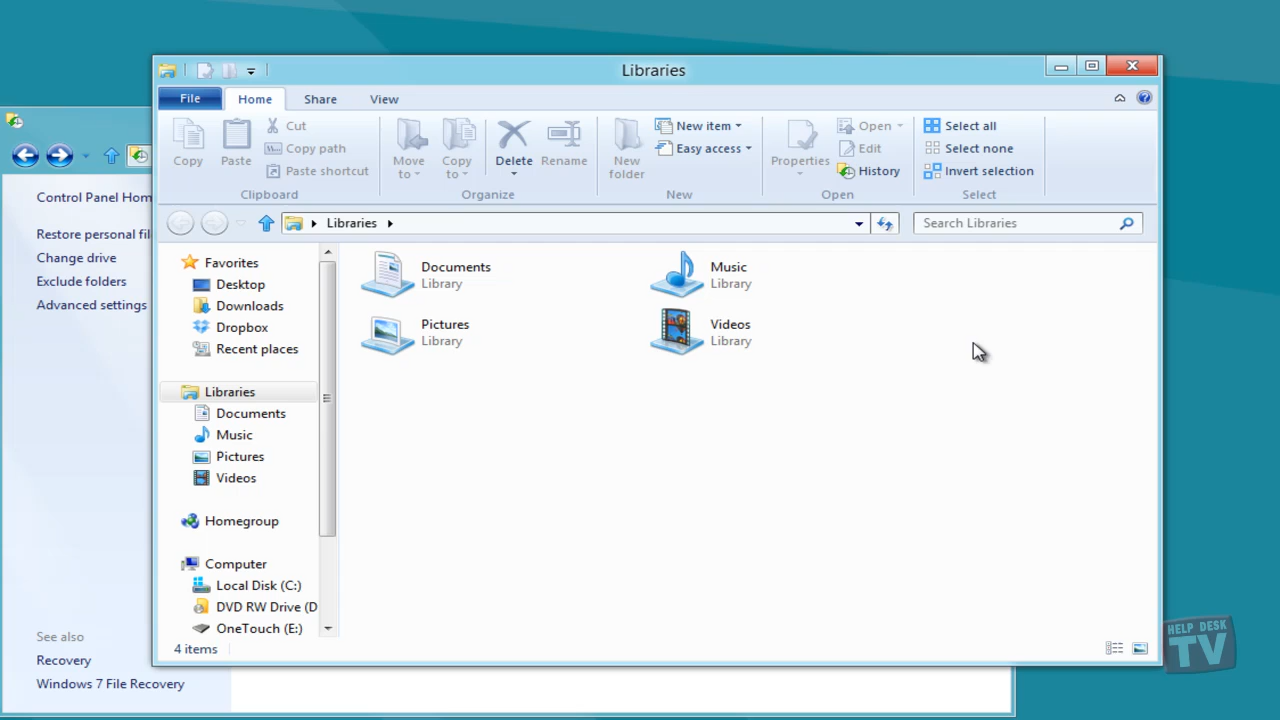 Libraries
File Home Share View
Copy
Paste
Cut
Copy path
Paste shortcut
Clipboard
Move to
Copy to
Delete
Rename
Organize
New folder
New item
Easy access
New
Properties
Open
Edit
History
Open
Select all
Select none
Invert selection
Select
Libraries
Search Libraries
Control Panel Hom
Restore personal fil
Change drive
Exclude folders
Advanced settings
See also
Recovery
Windows 7 File Recovery
Favorites
Desktop
Downloads
Dropbox
Recent places
Libraries
Documents
Music
Pictures
Videos
Homegroup
Computer
Local Disk (C:)
DVD RW Drive (D
OneTouch (E:)
Documents
Library
Music
Library
Pictures
Library
Videos
Library
4 items
HELP DESK
TV